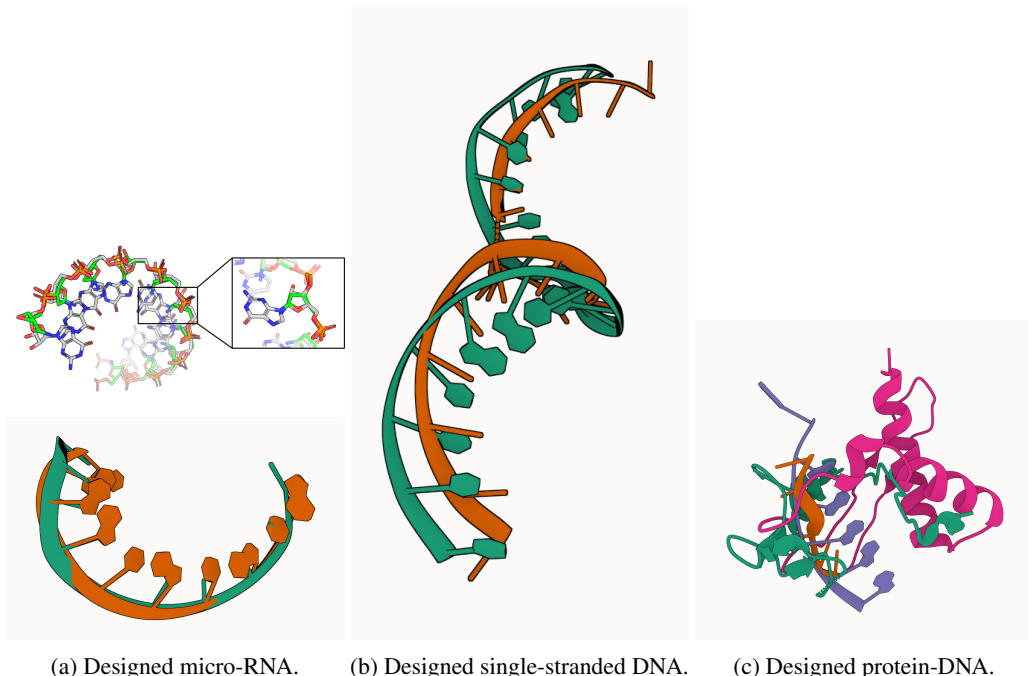 (a) Designed micro-RNA.
(b) Designed single-stranded DNA.
(c) Designed protein-DNA.